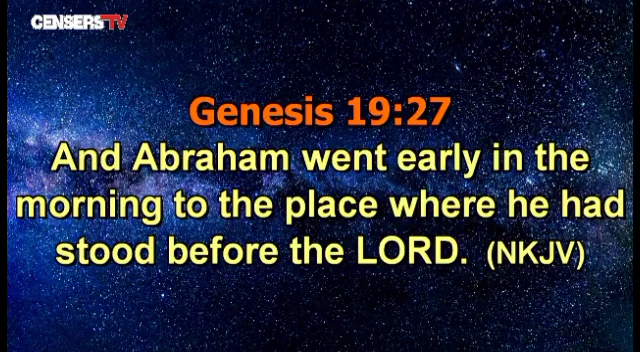 CENSERSTV
Genesis 19:27
And Abraham went early in the
morning to the place where he had
stood before the LORD. (NKJV)